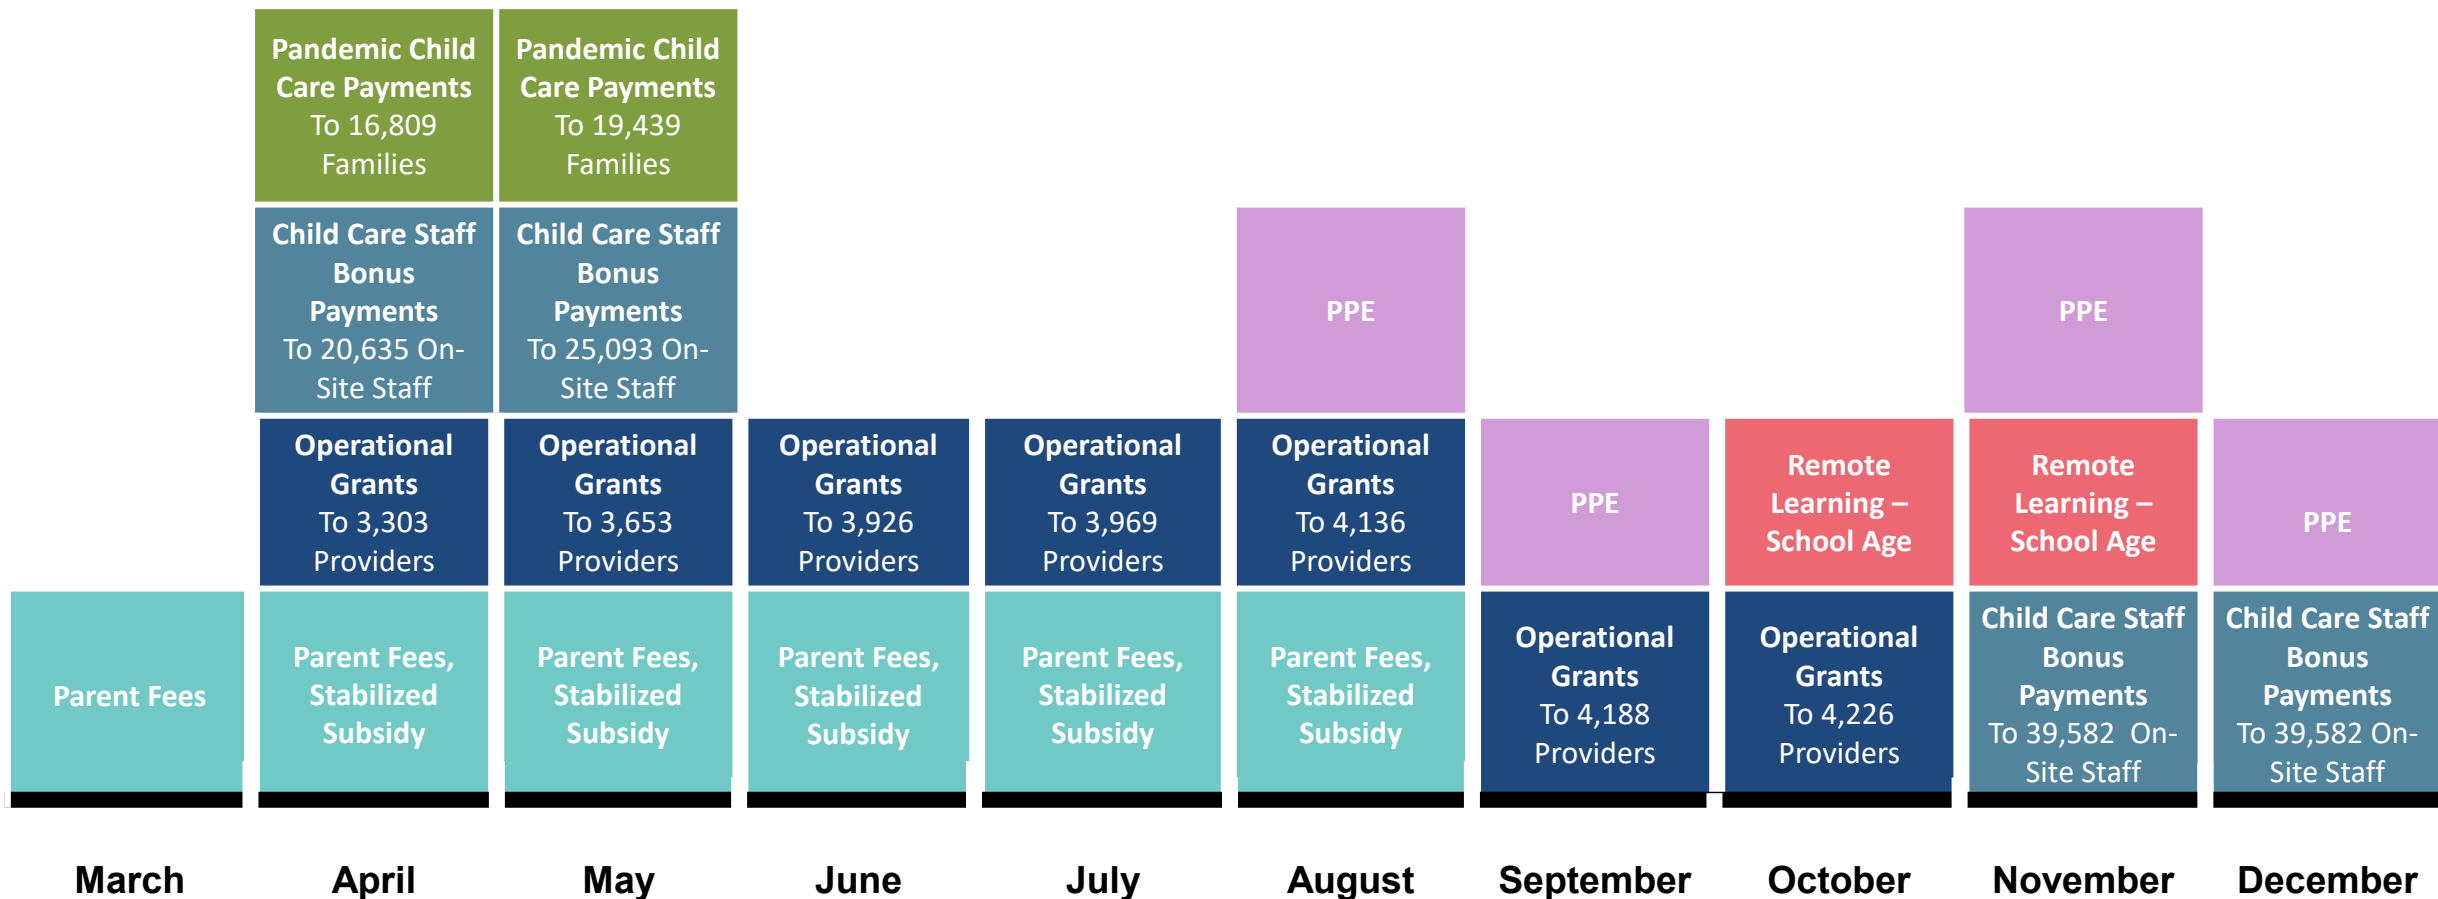 Pandemic Child
Care Payments
To 16,809
Families
Pandemic Child
Care Payments
To 19,439
Families
Child Care Staff
Bonus
Payments
To 20,635 On-
Site Staff
Child Care Staff
Bonus
Payments
To 25,093 On-
Site Staff
PPE
PPE
Operational
Grants
To 3,303
Providers
Operational
Grants
To 3,653
Providers
Operational
Grants
To 3,926
Providers
Operational
Grants
To 3,969
Providers
Operational
Grants
To 4,136
Providers
PPE
Remote
Learning –
School Age
Remote
Learning –
School Age
PPE
Parent Fees
Parent Fees,
Stabilized
Subsidy
Parent Fees,
Stabilized
Subsidy
Parent Fees,
Stabilized
Subsidy
Parent Fees,
Stabilized
Subsidy
Parent Fees,
Stabilized
Subsidy
Operational
Grants
To 4,188
Providers
Operational
Grants
To 4,226
Providers
Child Care Staff
Bonus
Payments
To 39,582  On-
Site Staff
Child Care Staff
Bonus
Payments
To 39,582 On-
Site Staff
March
April
May
June
July
August
September
October
November
December